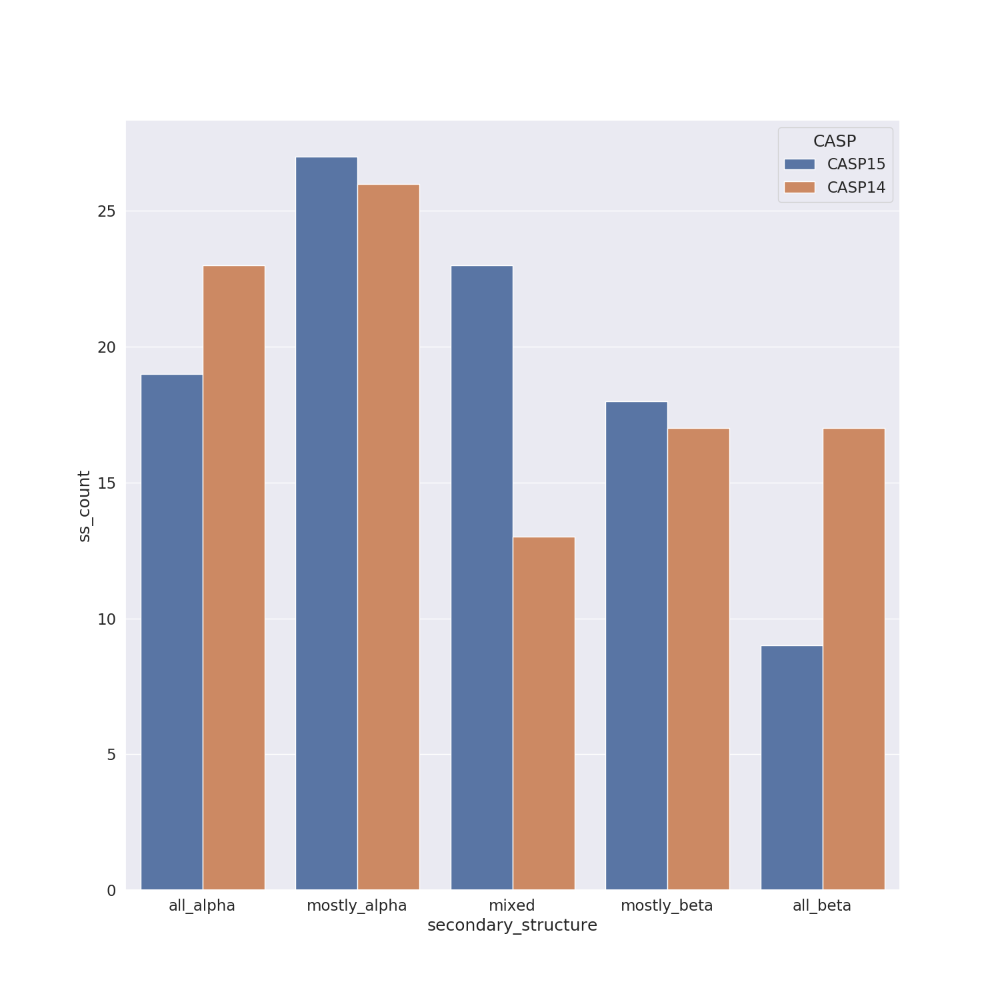 CASP
CASP15
CASP14
25
20
15
10
5
0
ss_count
all_alpha mostly_alpha mixed mostly_beta all_beta
secondary_structure